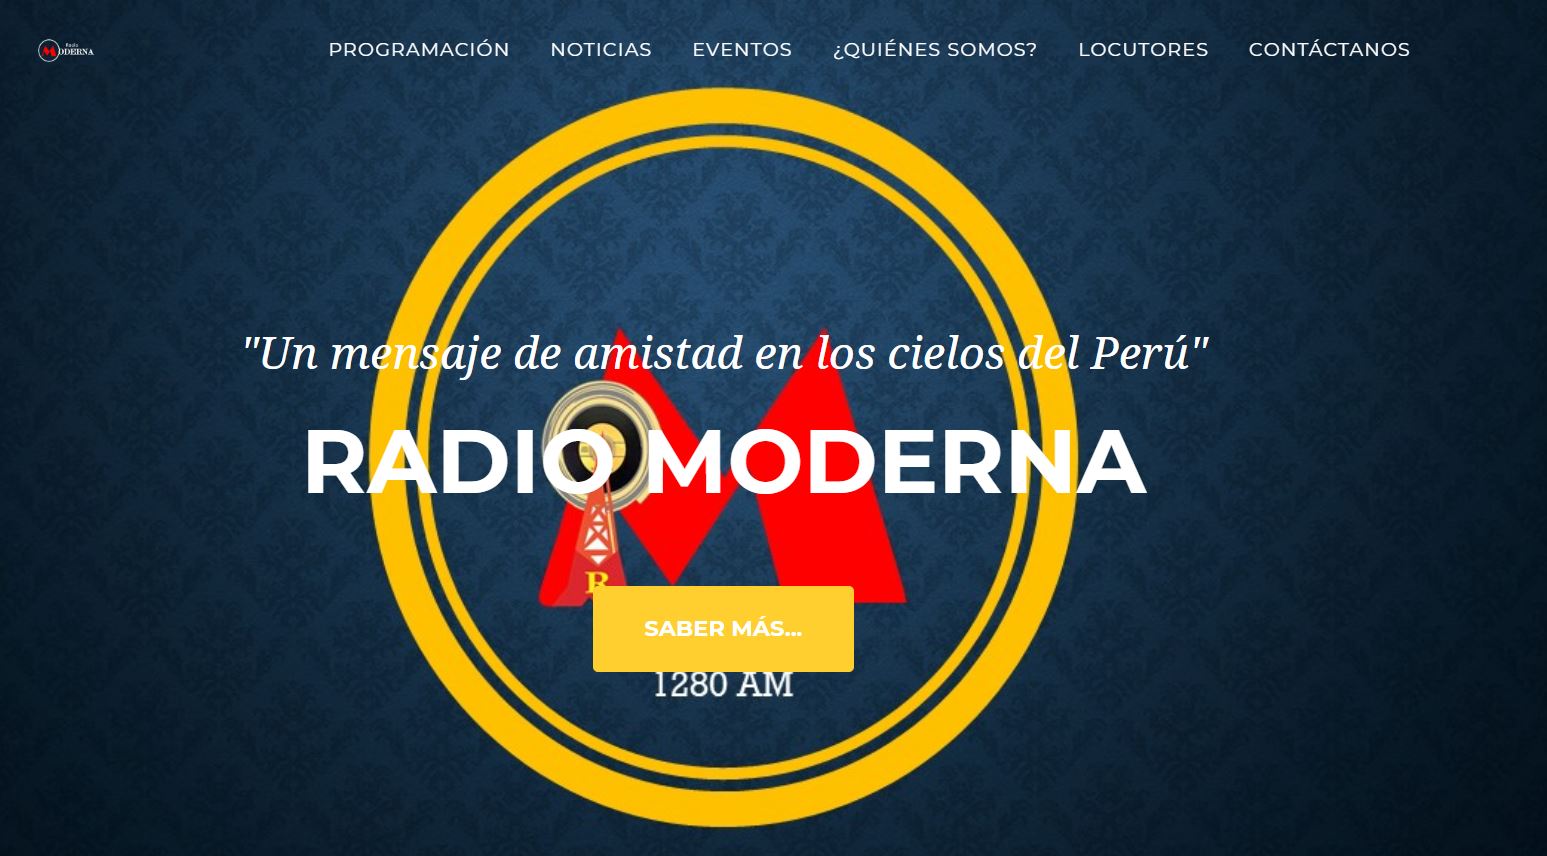 Radio
MODERNA
PROGRAMACIÓN NOTICIAS EVENTOS ¿QUIÉNES SOMOS? LOCUTORES CONTÁCTANOS
"Un mensaje de amistad en los cielos del Perú"
RADIO MODERNA
R
SABER MÁS...
1280 AM